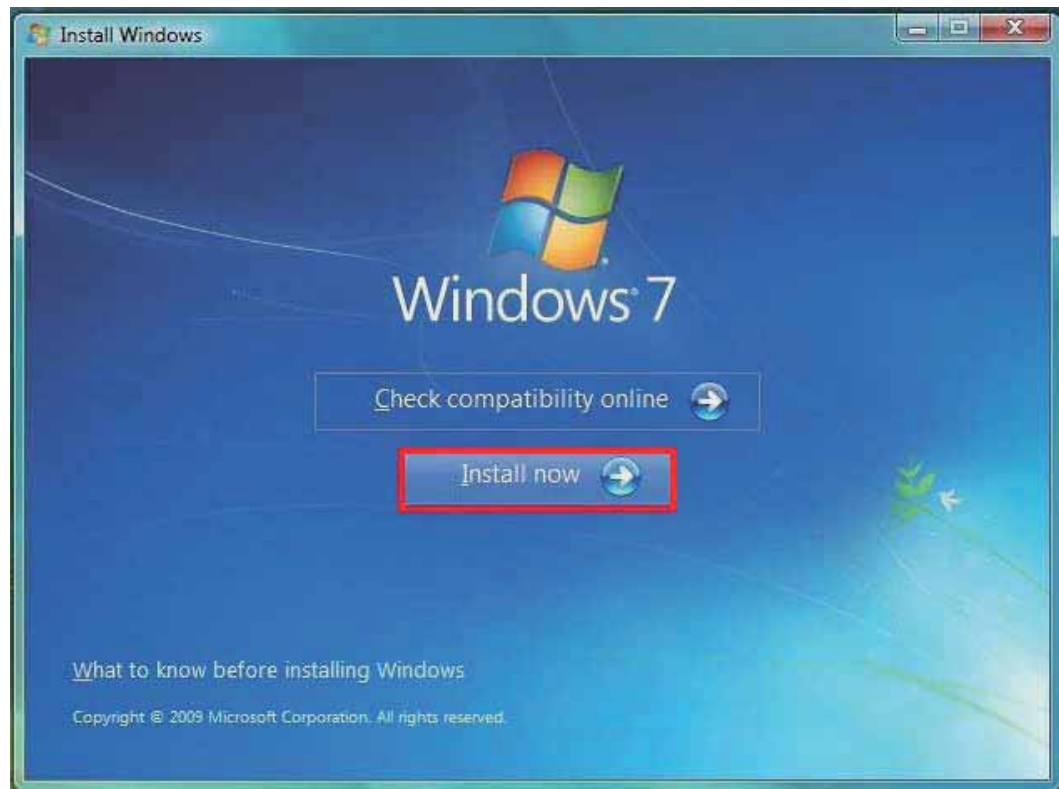 Install Windows
Windows® 7
Check compatibility online
Install now
What to know before installing Windows
Copyright © 2009 Microsoft Corporation. All rights reserved.